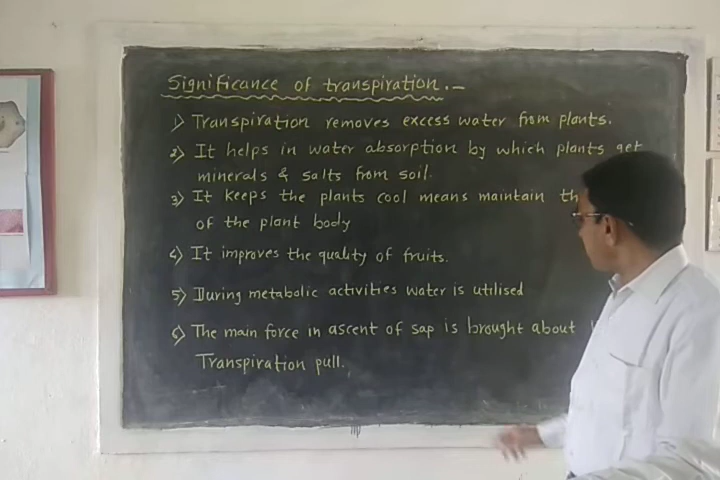 Significance of transpiration.-
1) Transpiration removes excess water from plants.
2) It helps in water absorption by which plants get
minerals & salts from soil.
3) It keeps the plants cool means maintain
of the plant body
4) It improves the quality of fruits.
5) During metabolic activities water is utilised
6) The main force in ascent of sap is brought about
Transpiration pull.